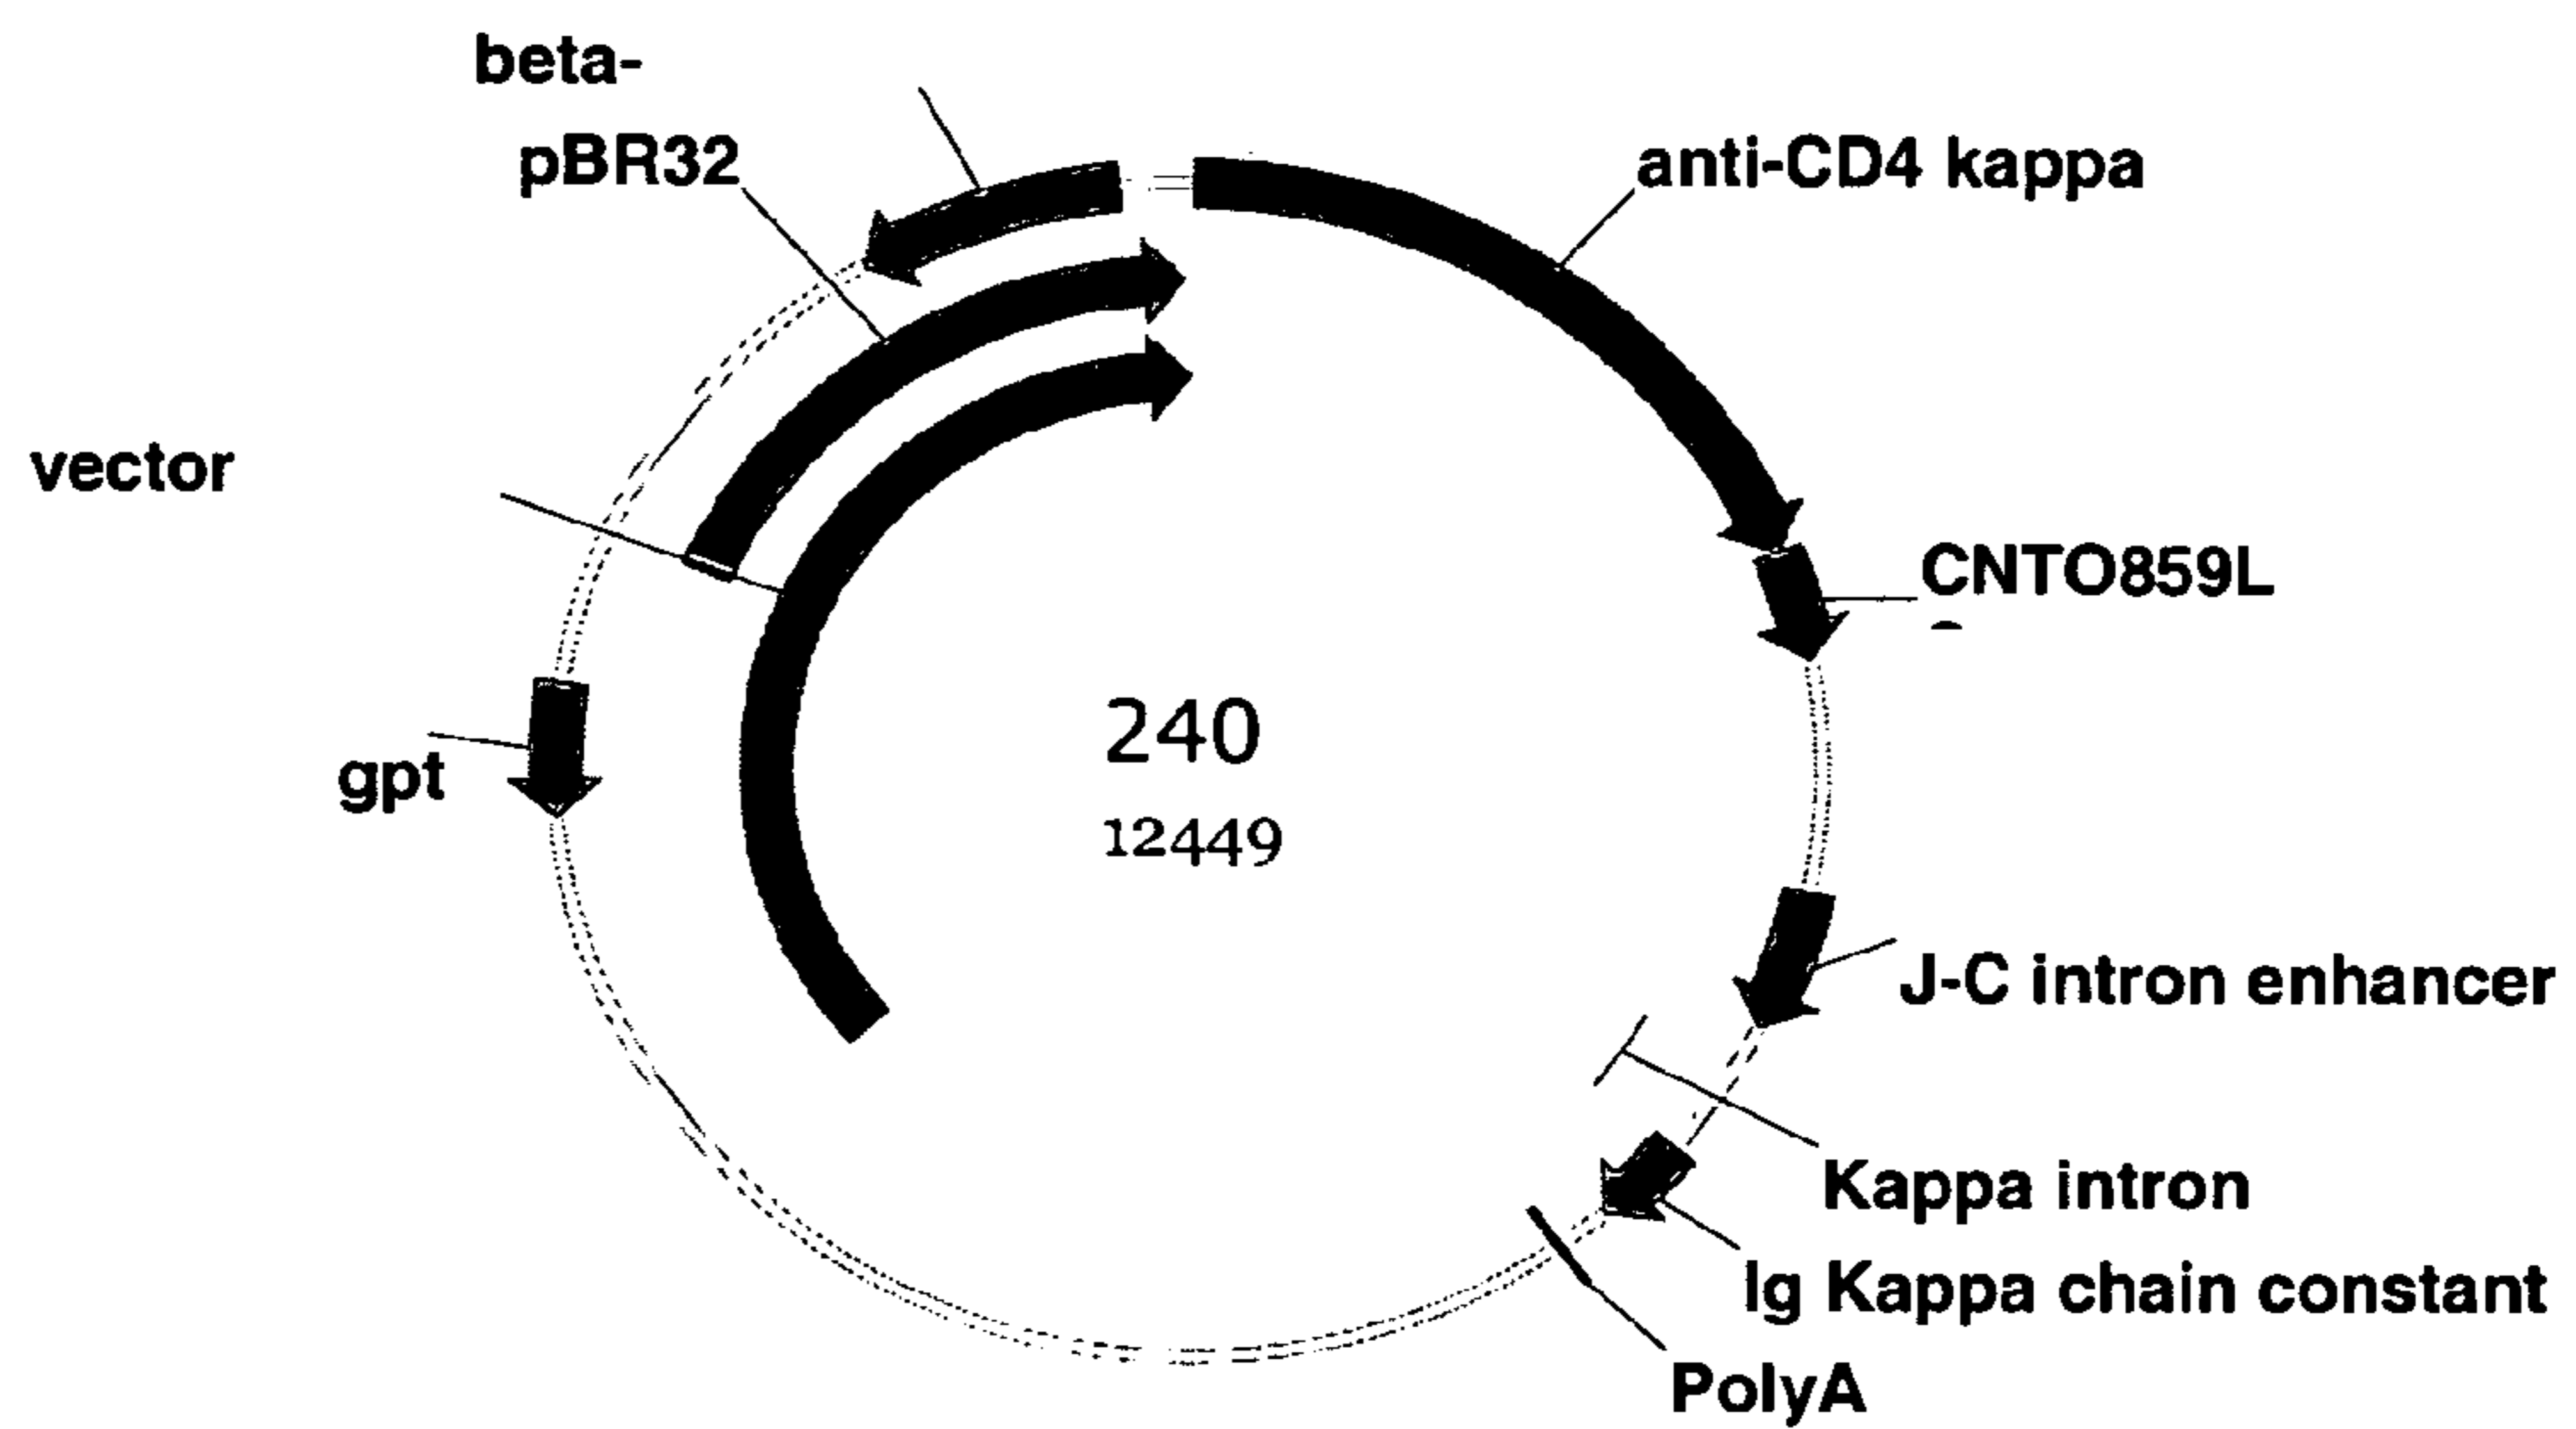 beta-
pBR32
anti-CD4 kappa
vector
CNTO859L
gpt
240
12449
J-C intron enhancer
Kappa intron
Ig Kappa chain constant
PolyA